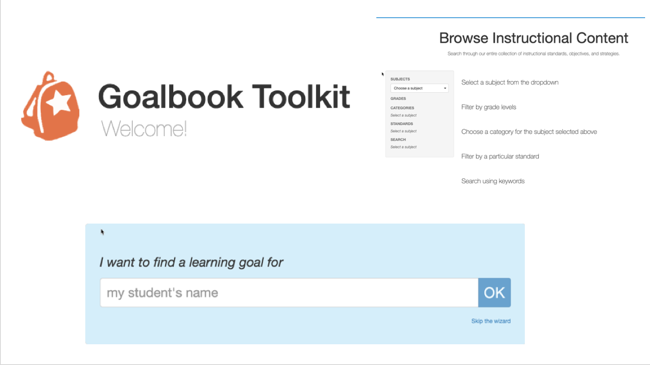 Goalbook Toolkit
Welcome!
Browse Instructional Content
Search through our entire collection of instructional standards, objectives, and strategies.
SUBJECTS
Choose a subject
GRADES
CATEGORIES
Select a subject
STANDARDS
Select a subject
SEARCH
Select a subject
Select a subject from the dropdown
Filter by grade levels
Choose a category for the subject selected above
Filter by a particular standard
Search using keywords
I want to find a learning goal for
my student's name
OK
Skip the wizard